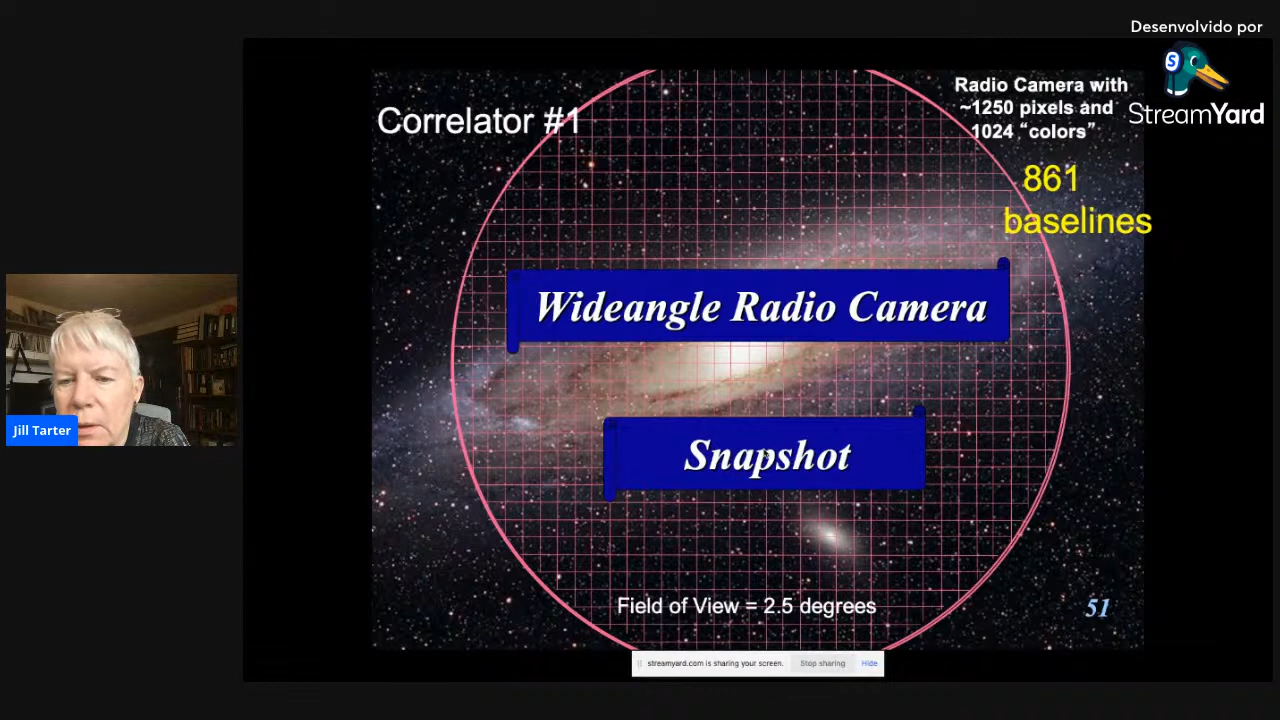 Desenvolvido por
StreamYard
Correlator #1
Radio Camera with
~1250 pixels and
1024 “colors”
861
baselines
Wideangle Radio Camera
Snapshot
Jill Tarter
Field of View = 2.5 degrees
51
streamyard.com is sharing your screen.
Stop sharing
Hide